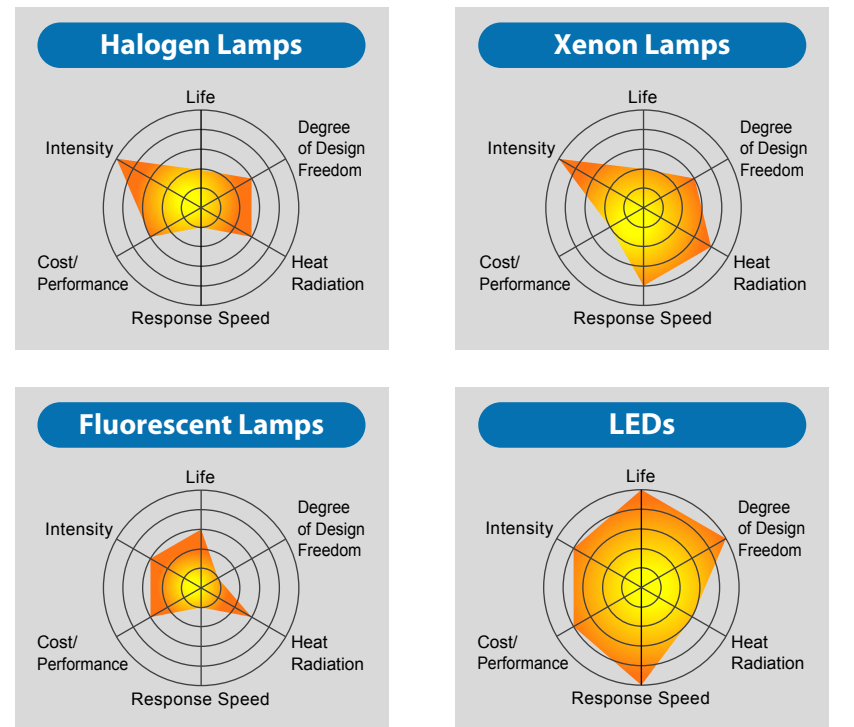 Halogen Lamps
Life
Intensity
Degree
of Design
Freedom
Cost/
Performance
Heat
Radiation
Response Speed
Xenon Lamps
Life
Intensity
Degree
of Design
Freedom
Cost/
Performance
Heat
Radiation
Response Speed
Fluorescent Lamps
Life
Intensity
Degree
of Design
Freedom
Cost/
Performance
Heat
Radiation
Response Speed
LEDs
Life
Intensity
Degree
of Design
Freedom
Cost/
Performance
Heat
Radiation
Response Speed